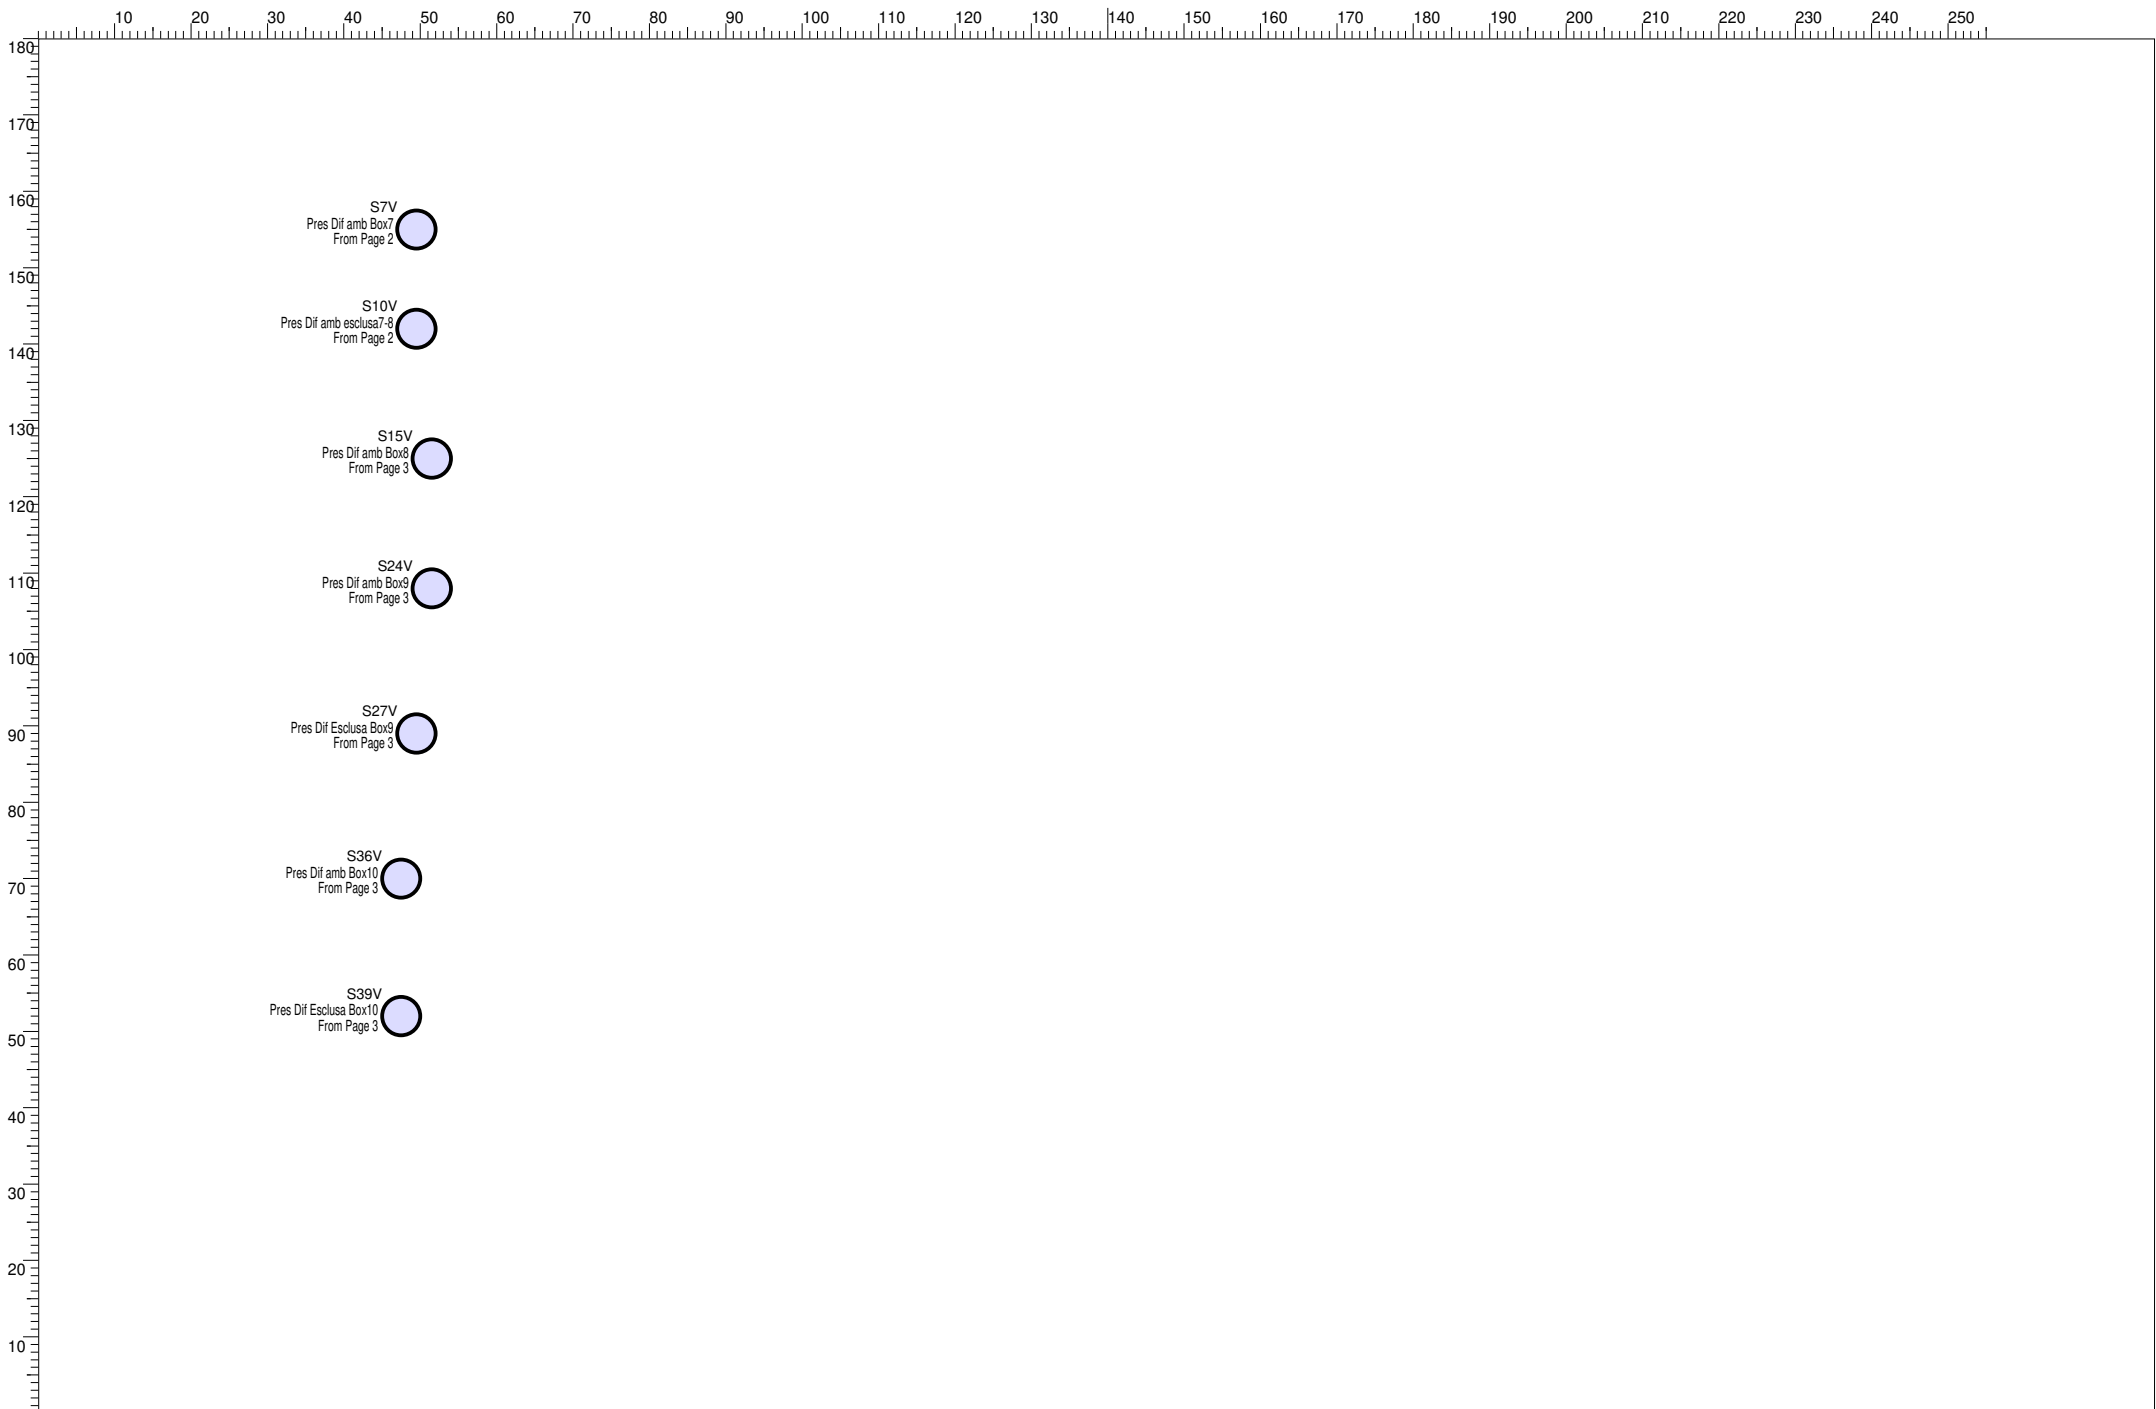 10 20 30 40 50 60 70 80 90 100 110 120 130 140 150 160 170 180 190 200 210 220 230 240 250
180
170
160
S7V
Pres Dif amb Box7
From Page 2
150
S10V
Pres Dif amb esclusa7-8
From Page 2
140
130
S15V
Pres Dif amb Box8
From Page 3
120
S24V
Pres Dif amb Box9
From Page 3
110
100
S27V
Pres Dif Esclusa Box9
From Page 3
90
80
S36V
Pres Dif amb Box10
From Page 3
70
60
S39V
Pres Dif Esclusa Box10
From Page 3
50
40
30
20
10